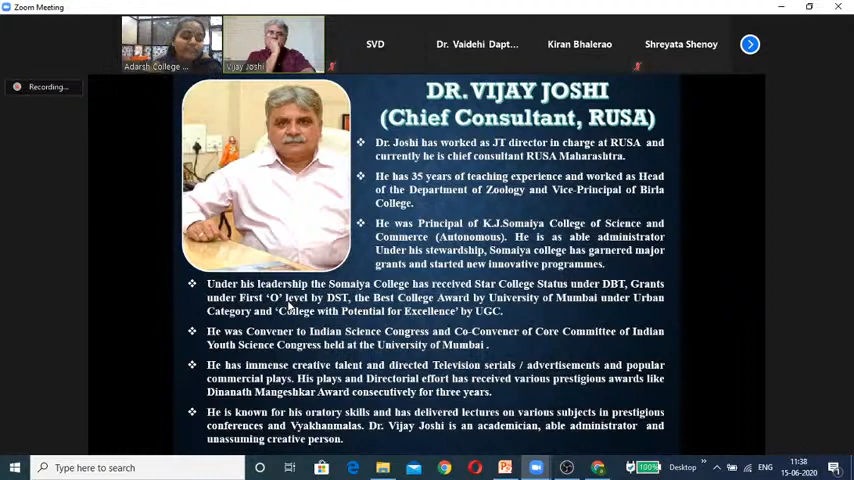 Zoom Meeting
Adarsh College ...
Vijay Joshi
SVD
Dr. Vaidehi Dapt...
Kiran Bhalerao
Shreyata Shenoy
Recording...
DR.VIJAY JOSHI
(Chief Consultant, RUSA)
Dr. Joshi has worked as JT director in charge at RUSA and
currently he is chief consultant RUSA Maharashtra.
He has 35 years of teaching experience and worked as Head
of the Department of Zoology and Vice-Principal of Birla
College.
He was Principal of K.J.Somaiya College of Science and
Commerce (Autonomous). He is as able administrator
Under his stewardship, Somaiya college has garnered major
grants and started new innovative programmes.
Under his leadership the Somaiya College has received Star College Status under DBT, Grants
under First ‘O’ level by DST, the Best College Award by University of Mumbai under Urban
Category and ‘College with Potential for Excellence’ by UGC.
He was Convener to Indian Science Congress and Co-Convener of Core Committee of Indian
Youth Science Congress held at the University of Mumbai .
He has immense creative talent and directed Television serials / advertisements and popular
commercial plays. His plays and Directorial effort has received various prestigious awards like
Dinanath Mangeshkar Award consecutively for three years.
He is known for his oratory skills and has delivered lectures on various subjects in prestigious
conferences and Vyakhanmalas. Dr. Vijay Joshi is an academician, able administrator and
unassuming creative person.
Type here to search
100%
Desktop
ENG
11:38
15-06-2020